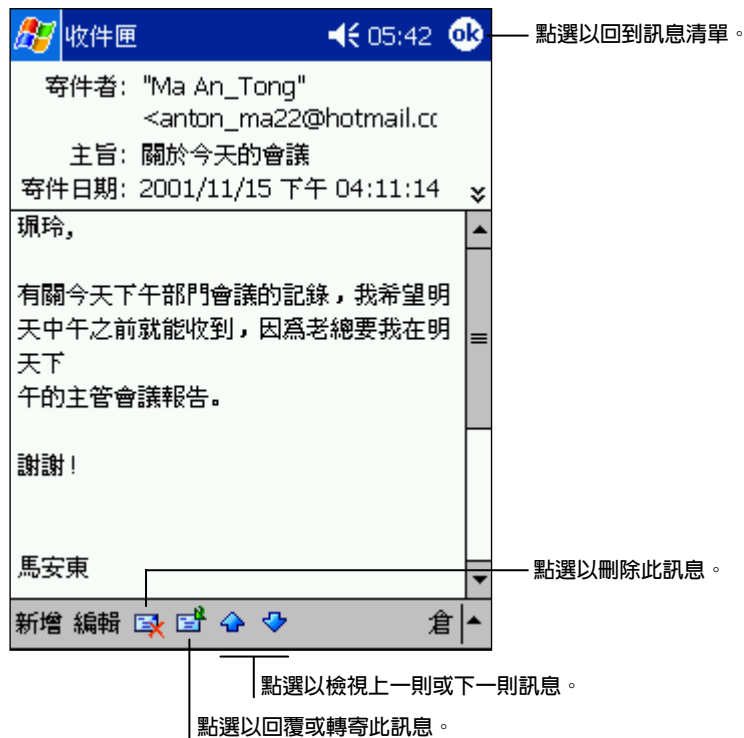 收件匣 05:42 ok
點選以回到訊息清單。
寄件者: "Ma An_Tong"
<anton_ma22@hotmail.cc
主旨: 關於今天的會議
寄件日期: 2001/11/15 下午 04:11:14
珮玲,
有關今天下午部門會議的記錄，我希望明
天中午之前就能收到，因為老總要我在明
天下
午的主管會議報告。
謝謝！
馬安東
點選以刪除此訊息。
新增 編輯 倉
點選以檢視上一則或下一則訊息。
點選以回覆或轉寄此訊息。